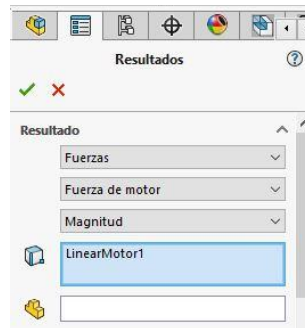 Resultados
Resultado
Fuerzas
Fuerza de motor
Magnitud
LinearMotor1